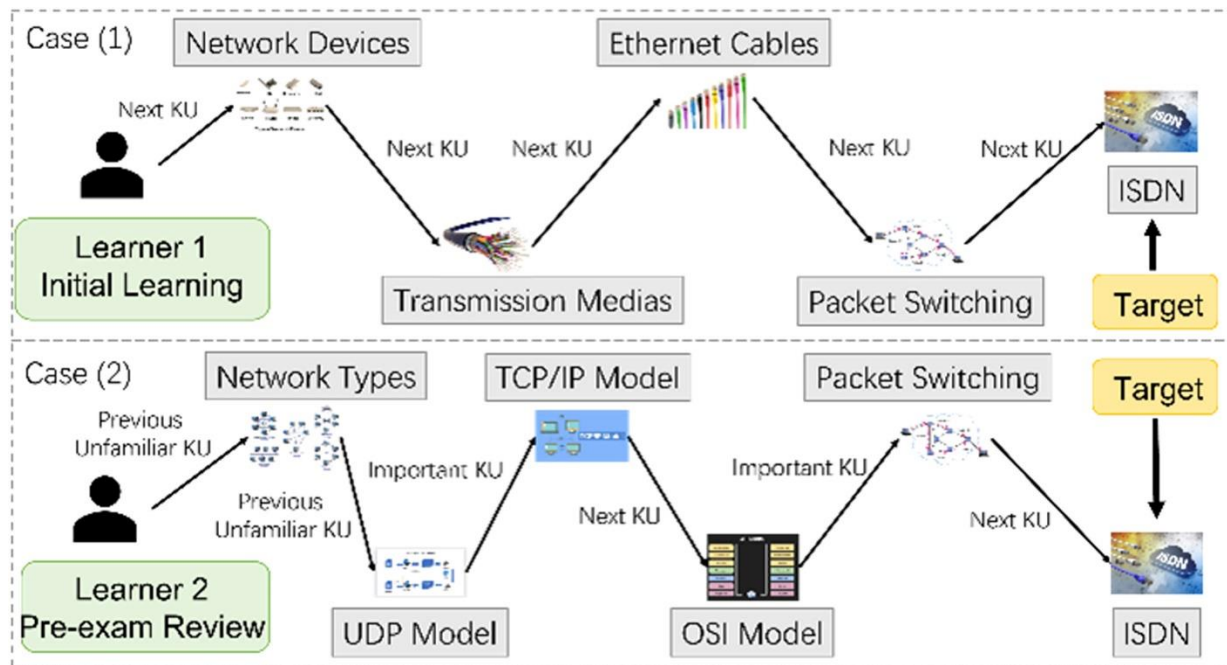 Case (1)
Network Devices
Ethernet Cables
Next KU
Next KU
Next KU
Next KU
Next KU
ISDN
ISDN
Learner 1
Initial Learning
Transmission Medias
Packet Switching
Target
Case (2)
Network Types
TCP/IP Model
Packet Switching
Target
Previous
Unfamiliar KU
Important KU
Important KU
Previous
Unfamiliar KU
Next KU
Next KU
ISDN
Learner 2
Pre-exam Review
UDP Model
OSI Model
ISDN